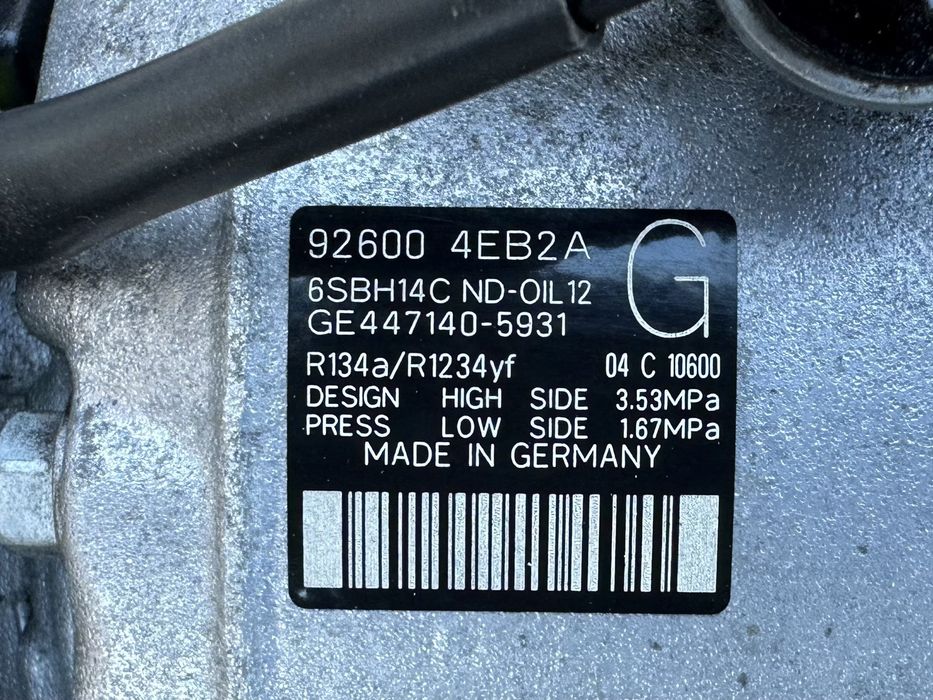 92600 4EB2A
G
6SBH14C ND-OIL12
GE447140-5931
R134a/R1234yf 04 C 10600
DESIGN HIGH SIDE 3.53MPa
PRESS LOW SIDE 1.67MPa
MADE IN GERMANY